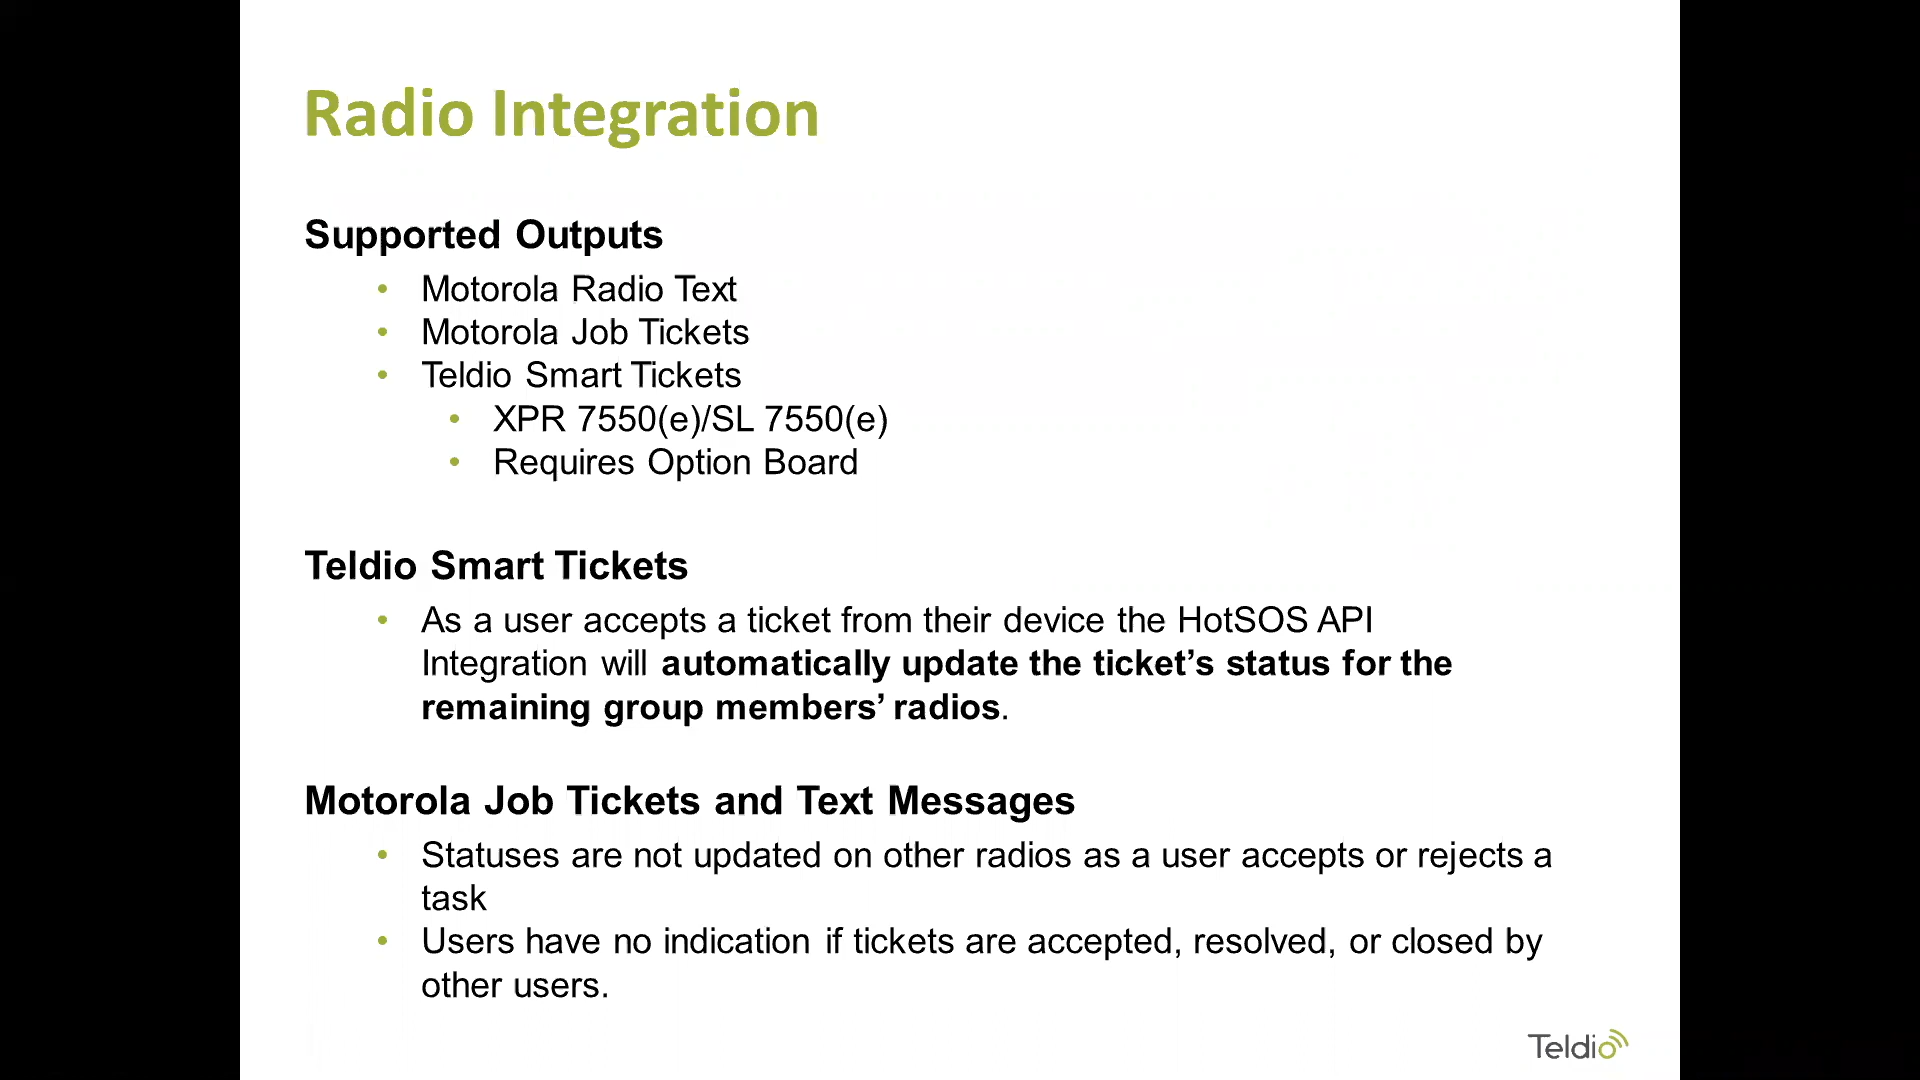 Radio Integration
Supported Outputs
• Motorola Radio Text
• Motorola Job Tickets
• Teldio Smart Tickets
• XPR 7550(e)/SL 7550(e)
• Requires Option Board
Teldio Smart Tickets
• As a user accepts a ticket from their device the HotSOS API
Integration will automatically update the ticket’s status for the
remaining group members’ radios.
Motorola Job Tickets and Text Messages
• Statuses are not updated on other radios as a user accepts or rejects a
task
• Users have no indication if tickets are accepted, resolved, or closed by
other users.
Teldio